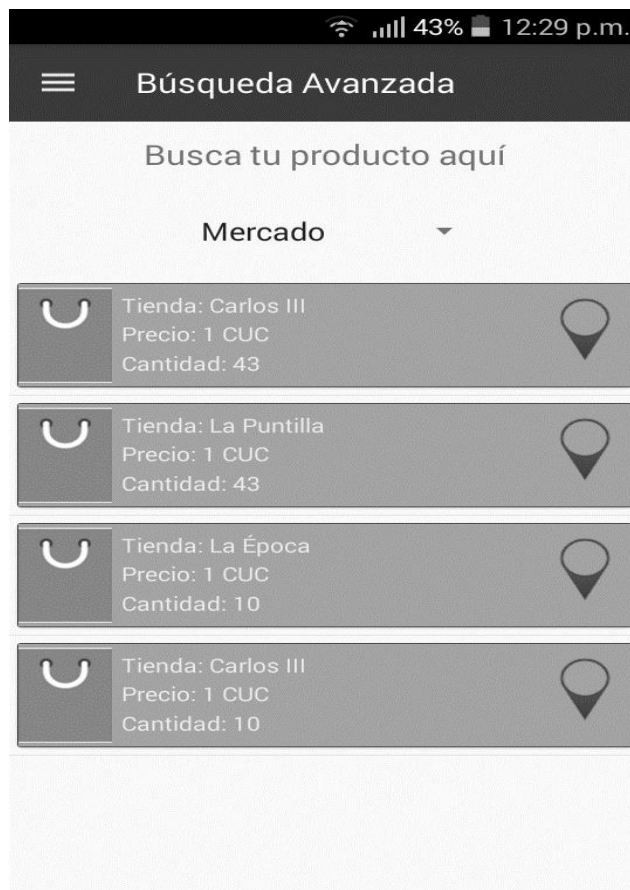 43% 12:29 p.m.
Búsqueda Avanzada
Busca tu producto aquí
Mercado
Tienda: Carlos III
Precio: 1 CUC
Cantidad: 43
Tienda: La Puntilla
Precio: 1 CUC
Cantidad: 43
Tienda: La Época
Precio: 1 CUC
Cantidad: 10
Tienda: Carlos III
Precio: 1 CUC
Cantidad: 10